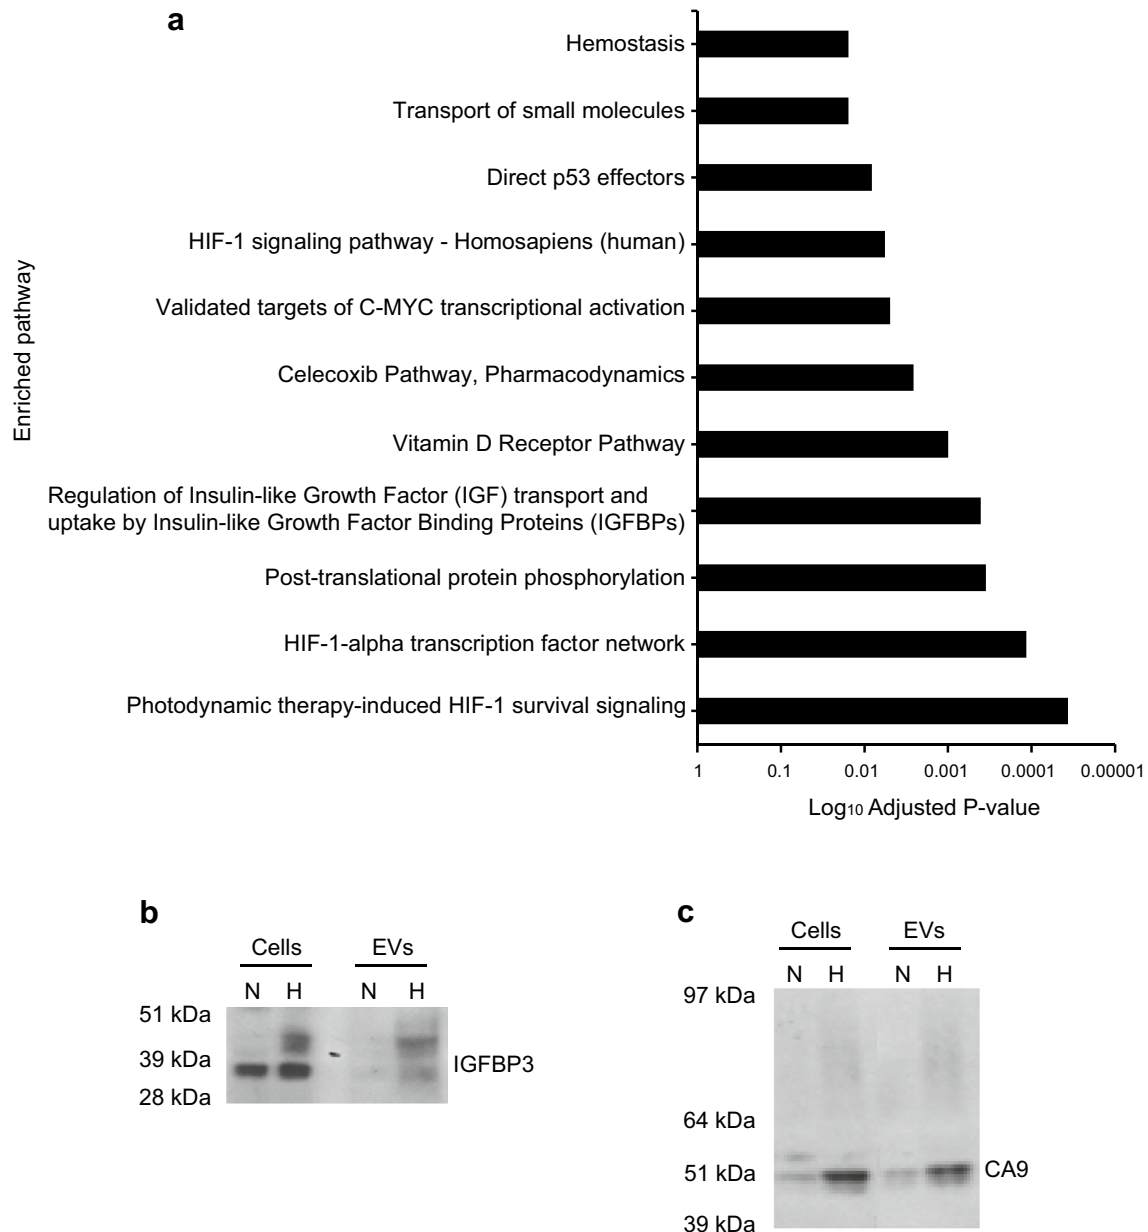 a
Enriched pathway
Hemostasis
Transport of small molecules
Direct p53 effectors
HIF-1 signaling pathway - Homosapiens (human)
Validated targets of C-MYC transcriptional activation
Celecoxib Pathway, Pharmacodynamics
Vitamin D Receptor Pathway
Regulation of Insulin-like Growth Factor (IGF) transport and
uptake by Insulin-like Growth Factor Binding Proteins (IGFBPs)
Post-translational protein phosphorylation
HIF-1-alpha transcription factor network
Photodynamic therapy-induced HIF-1 survival signaling
1 0.1 0.01 0.001 0.0001 0.00001
Log10 Adjusted P-value
b
Cells EVs
N H N H
51 kDa
39 kDa
28 kDa
IGFBP3
c
Cells EVs
N H N H
97 kDa
64 kDa
51 kDa
39 kDa
CA9